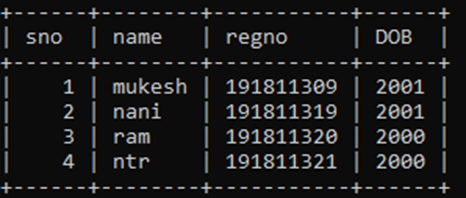 | sno | name | regno | DOB |
| 1 | mukesh | 191811309 | 2001 |
| 2 | nani | 191811319 | 2001 |
| 3 | ram | 191811320 | 2000 |
| 4 | ntr | 191811321 | 2000 |